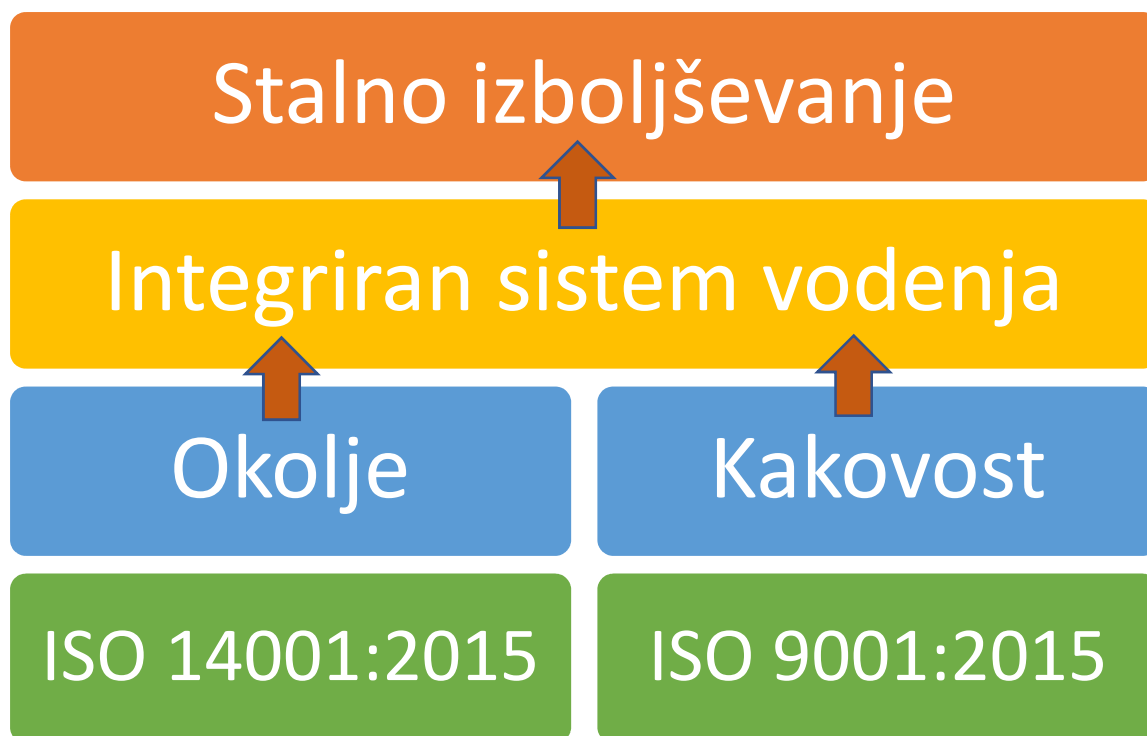 Stalno izboljševanje
Integriran sistem vodenja
Okolje
Kakovost
ISO 14001:2015
ISO 9001:2015